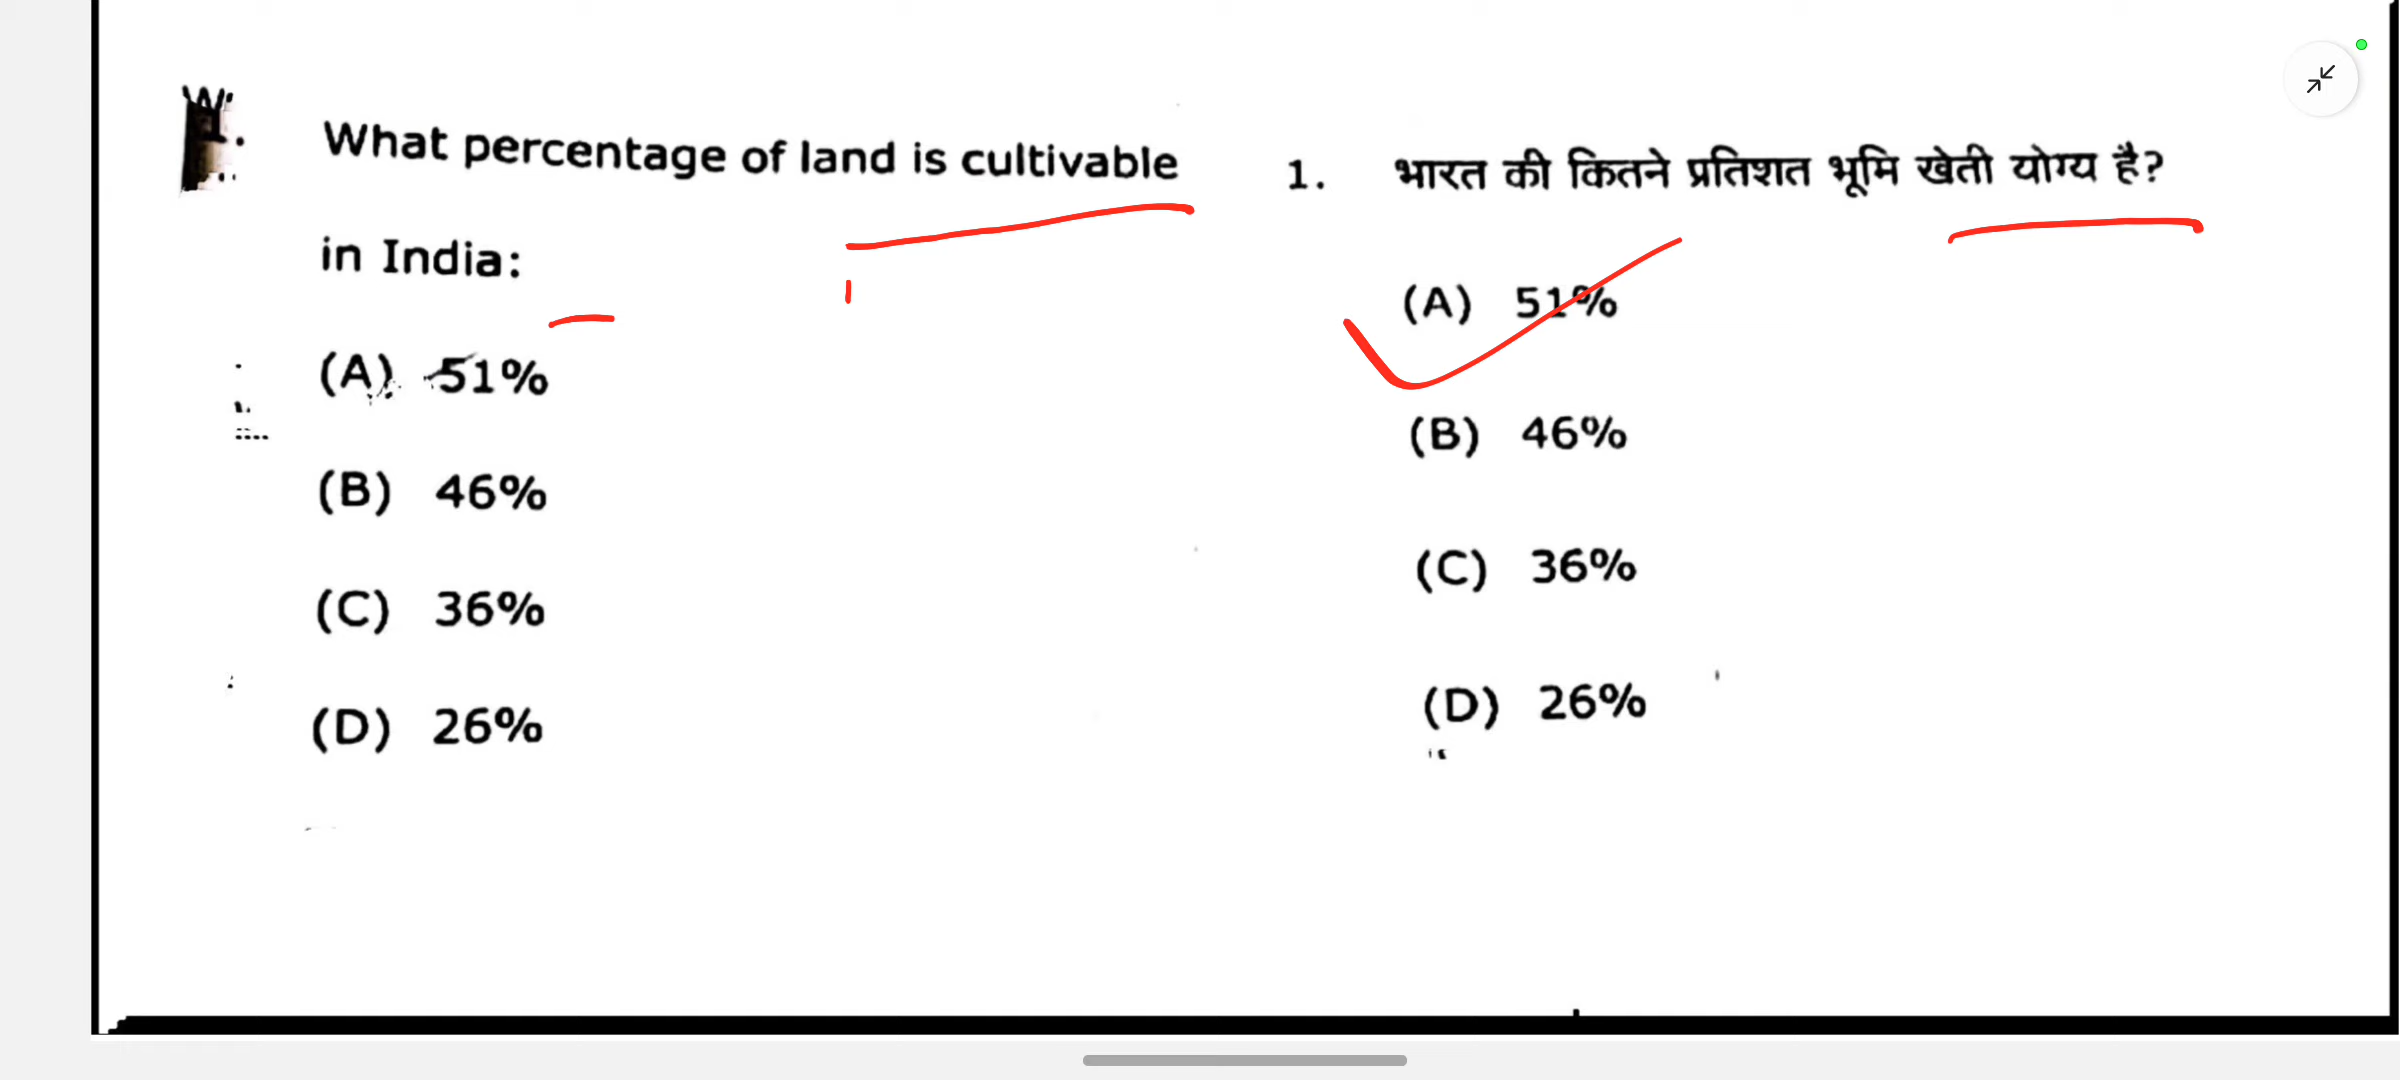 1. What percentage of land is cultivable
in India:
(A) 51%
(B) 46%
(C) 36%
(D) 26%
1. भारत की कितने प्रतिशत भूमि खेती योग्य है?
(A) 51%
(B) 46%
(C) 36%
(D) 26%